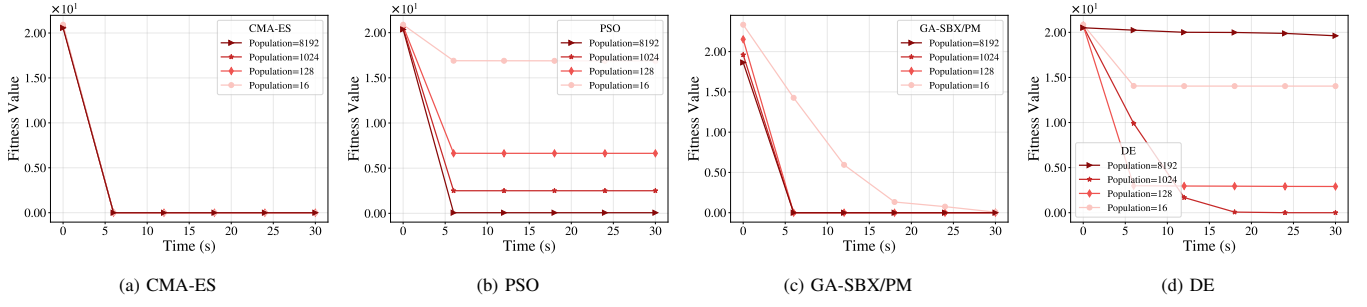 ×10¹
CMA-ES
Population=8192
Population=1024
Population=128
Population=16
2.00
1.50
1.00
0.50
0.00
Fitness Value
0 5 10 15 20 25 30
Time (s)
(a) CMA-ES
×10¹
PSO
Population=8192
Population=1024
Population=128
Population=16
2.00
1.50
1.00
0.50
0.00
Fitness Value
0 5 10 15 20 25 30
Time (s)
(b) PSO
GA-SBX/PM
Population=8192
Population=1024
Population=128
Population=16
2.00
1.50
1.00
0.50
0.00
Fitness Value
0 5 10 15 20 25 30
Time (s)
(c) GA-SBX/PM
×10¹
2.00
1.50
1.00
0.50
0.00
Fitness Value
DE
Population=8192
Population=1024
Population=128
Population=16
0 5 10 15 20 25 30
Time (s)
(d) DE